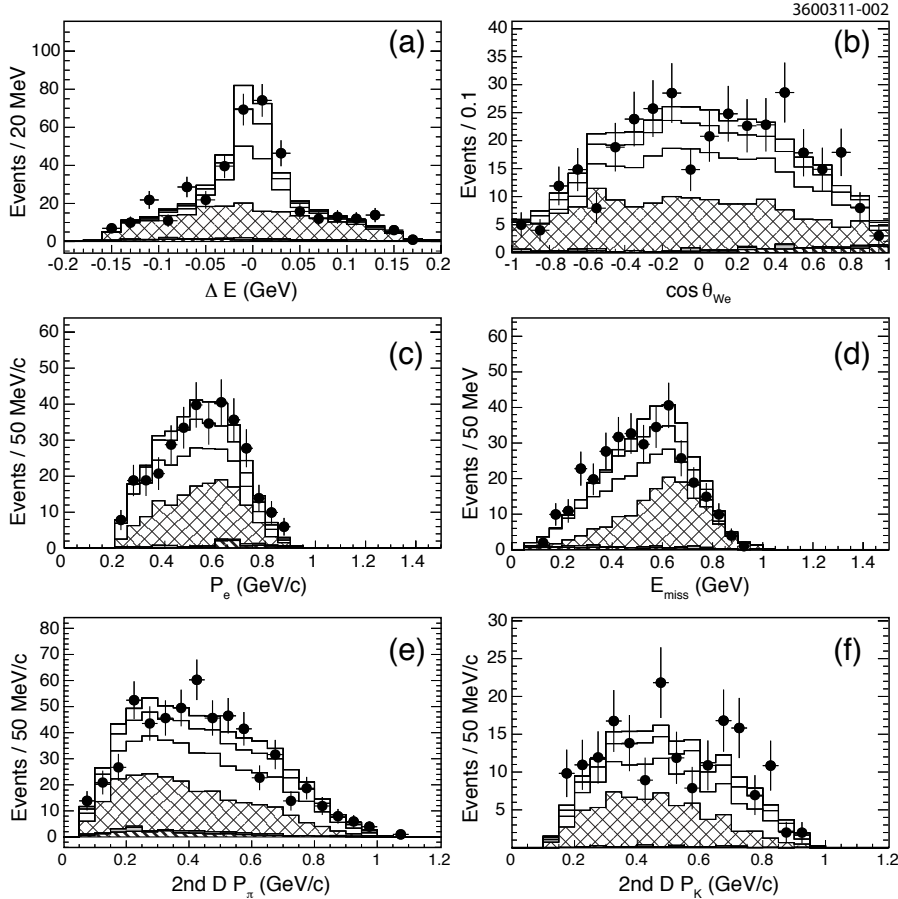 3600311-002
(a)
Events / 20 MeV
100
80
60
40
20
0
-0.2 -0.15 -0.1 -0.05 -0 0.05 0.1 0.15 0.2
Δ E (GeV)
(b)
Events / 0.1
40
35
30
25
20
15
10
5
0
-1 -0.8 -0.6 -0.4 -0.2 0 0.2 0.4 0.6 0.8 1
cos θWe
(c)
Events / 50 MeV/c
60
50
40
30
20
10
0
0 0.2 0.4 0.6 0.8 1 1.2 1.4
Pe (GeV/c)
(d)
Events / 50 MeV
60
50
40
30
20
10
0
0 0.2 0.4 0.6 0.8 1 1.2 1.4
Emiss (GeV)
(e)
Events / 50 MeV/c
80
70
60
50
40
30
20
10
0
0 0.2 0.4 0.6 0.8 1 1.2
2nd D Pπ (GeV/c)
(f)
Events / 50 MeV/c
30
25
20
15
10
5
0 0.2 0.4 0.6 0.8 1 1.2
2nd D PK (GeV/c)